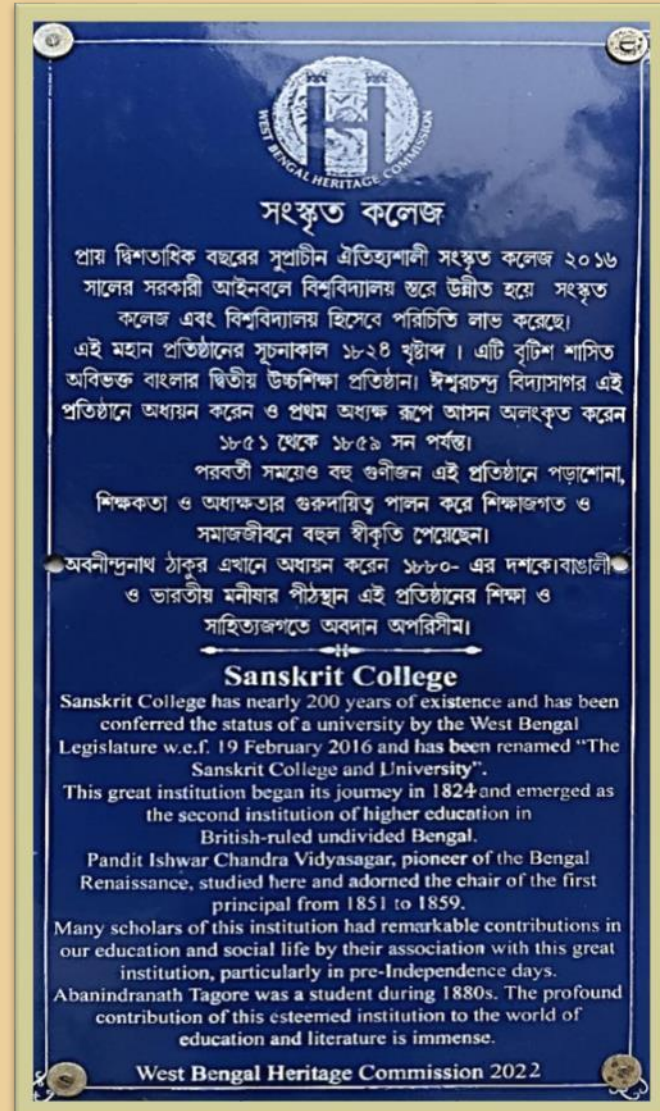 WEST BENGAL HERITAGE COMMISSION
সংস্কৃত কলেজ
প্রায় দ্বিশতাধিক বছরের সুপ্রাচীন ঐতিহ্যশালী সংস্কৃত কলেজ ২০১৬
সালের সরকারী আইনবলে বিশ্ববিদ্যালয় স্তরে উন্নীত হয়ে সংস্কৃত
কলেজ এবং বিশ্ববিদ্যালয় হিসেবে পরিচিতি লাভ করেছে।
এই মহান প্রতিষ্ঠানের সূচনাকাল ১৮২৪ খৃষ্টাব্দ । এটি বৃটিশ শাসিত
অবিভক্ত বাংলার দ্বিতীয় উচ্চশিক্ষা প্রতিষ্ঠান। ঈশ্বরচন্দ্র বিদ্যাসাগর এই
প্রতিষ্ঠানে অধ্যয়ন করেন ও প্রথম অধ্যক্ষ রূপে আসন অলংকৃত করেন
১৮৫১ থেকে ১৮৫৯ সন পর্যন্ত।
পরবর্তী সময়েও বহু গুণীজন এই প্রতিষ্ঠানে পড়াশোনা,
শিক্ষকতা ও অধ্যক্ষতার গুরুদায়িত্ব পালন করে শিক্ষাজগত ও
সমাজজীবনে বহুল স্বীকৃতি পেয়েছেন।
অবনীন্দ্রনাথ ঠাকুর এখানে অধ্যয়ন করেন ১৮৮০- এর দশকে।বাঙালী
ও ভারতীয় মনীষার পীঠস্থান এই প্রতিষ্ঠানের শিক্ষা ও
সাহিত্যজগতে অবদান অপরিসীম।
Sanskrit College
Sanskrit College has nearly 200 years of existence and has been
conferred the status of a university by the West Bengal
Legislature w.e.f. 19 February 2016 and has been renamed “The
Sanskrit College and University”.
This great institution began its journey in 1824 and emerged as
the second institution of higher education in
British-ruled undivided Bengal.
Pandit Ishwar Chandra Vidyasagar, pioneer of the Bengal
Renaissance, studied here and adorned the chair of the first
principal from 1851 to 1859.
Many scholars of this institution had remarkable contributions in
our education and social life by their association with this great
institution, particularly in pre-Independence days.
Abanindranath Tagore was a student during 1880s. The profound
contribution of this esteemed institution to the world of
education and literature is immense.
West Bengal Heritage Commission 2022